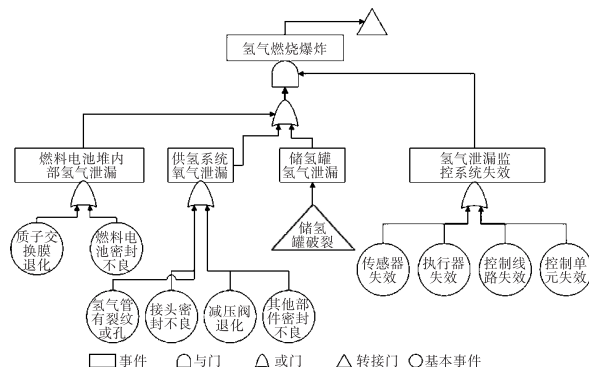 氢气燃烧爆炸
燃料电池堆内
部氢气泄漏
供氢系统
氧气泄漏
储氢罐
氢气泄漏
氢气泄漏监
控系统失效
质子交
换膜
退化
燃料电
池密封
不良
储氢
罐破裂
传感器
失效
执行器
失效
控制线
路失效
控制单
元失效
氢气管
有裂纹
或孔
接头密
封不良
减压阀
退化
其他部
件密封
不良
事件 与门 或门 转接门 基本事件